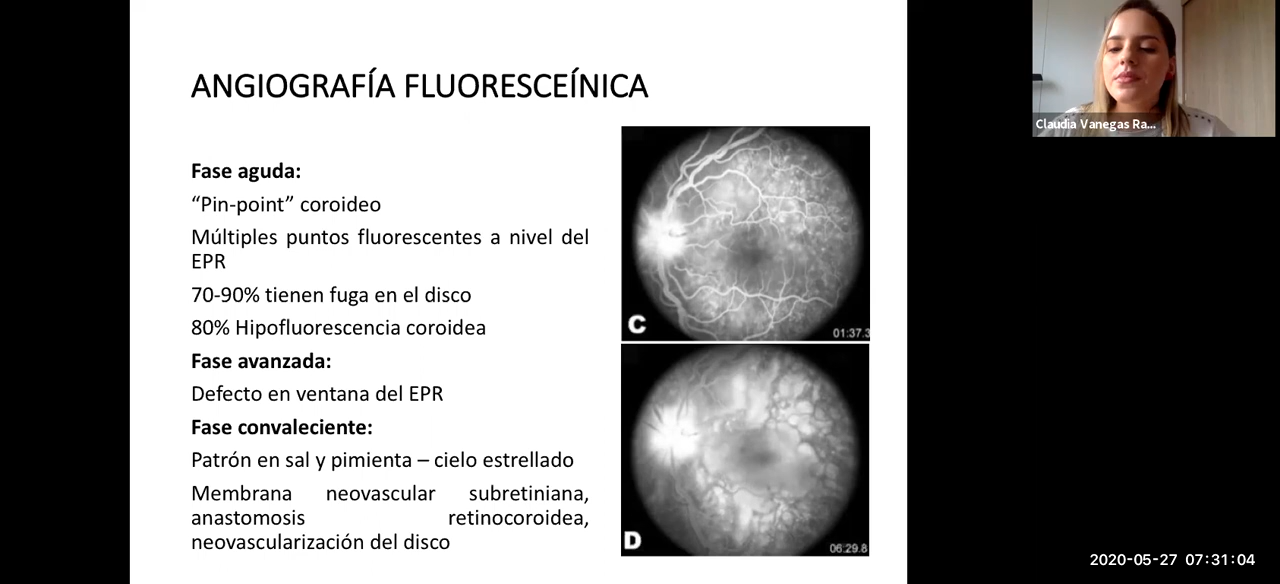 ANGIOGRAFÍA FLUORESCEÍNICA
Fase aguda:
“Pin-point” coroideo
Múltiples puntos fluorescentes a nivel del
EPR
70-90% tienen fuga en el disco
80% Hipofluorescencia coroidea
Fase avanzada:
Defecto en ventana del EPR
Fase convaleciente:
Patrón en sal y pimienta – cielo estrellado
Membrana neovascular subretiniana,
anastomosis retinocoroidea,
neovascularización del disco
C
01:37.3
D
06:29.8
Claudia Vanegas Ra...
2020-05-27 07:31:04